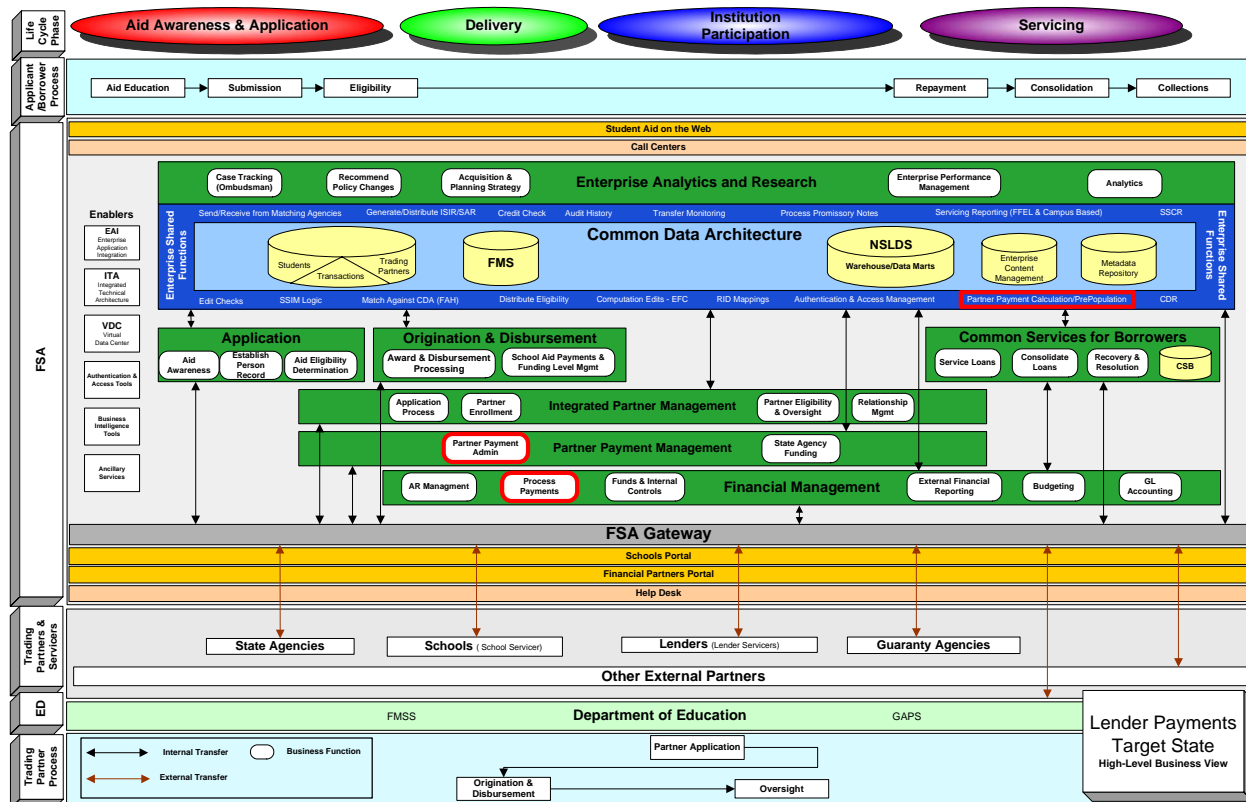 Life
Cycle
Phase
Aid Awareness & Application
Delivery
Institution
Participation
Servicing
Applicant
/Borrower
Process
Aid Education
Submission
Eligibility
Repayment
Consolidation
Collections
FSA
Student Aid on the Web
Call Centers
Case Tracking
(Ombudsman)
Recommend
Policy Changes
Acquisition &
Planning Strategy
Enterprise Analytics and Research
Enterprise Performance
Management
Analytics
Enablers
EAI
Enterprise
Application
Integration
ITA
Integrated
Technical
Architecture
VDC
Virtual
Data Center
Authentication &
Access Tools
Business
Intelligence
Tools
Ancillary
Services
Enterprise Shared
Functions
Send/Receive from Matching Agencies
Generate/Distribute ISIR/SAR
Credit Check
Audit History
Transfer Monitoring
Process Promissory Notes
Servicing Reporting (FFEL & Campus Based)
SSCR
Enterprise Shared
Functions
Common Data Architecture
Students
Transactions
Trading
Partners
FMS
NSLDS
Warehouse/Data Marts
Enterprise
Content
Management
Metadata
Repository
Edit Checks
SSIM Logic
Match Against CDA (FAH)
Distribute Eligibility
Computation Edits - EFC
RID Mappings
Authentication & Access Management
Partner Payment Calculation/PrePopulation
CDR
Application
Aid
Awareness
Establish
Person
Record
Aid Eligibility
Determination
Origination & Disbursement
Award & Disbursement
Processing
School Aid Payments &
Funding Level Mgmt
Common Services for Borrowers
Service Loans
Consolidate
Loans
Recovery &
Resolution
CSB
Application
Process
Partner
Enrollment
Integrated Partner Management
Partner Eligibility
& Oversight
Relationship
Mgmt
Partner Payment
Admin
Partner Payment Management
State Agency
Funding
AR Managment
Process
Payments
Funds & Internal
Controls
Financial Management
External Financial
Reporting
Budgeting
GL
Accounting
FSA Gateway
Schools Portal
Financial Partners Portal
Help Desk
Trading
Partners &
Servicers
State Agencies
Schools ( School Servicer)
Lenders (Lender Servicers)
Guaranty Agencies
Other External Partners
ED
FMSS
Department of Education
GAPS
Lender Payments
Target State
High-Level Business View
Trading
Partner
Process
Internal Transfer
Business Function
External Transfer
Partner Application
Origination &
Disbursement
Oversight